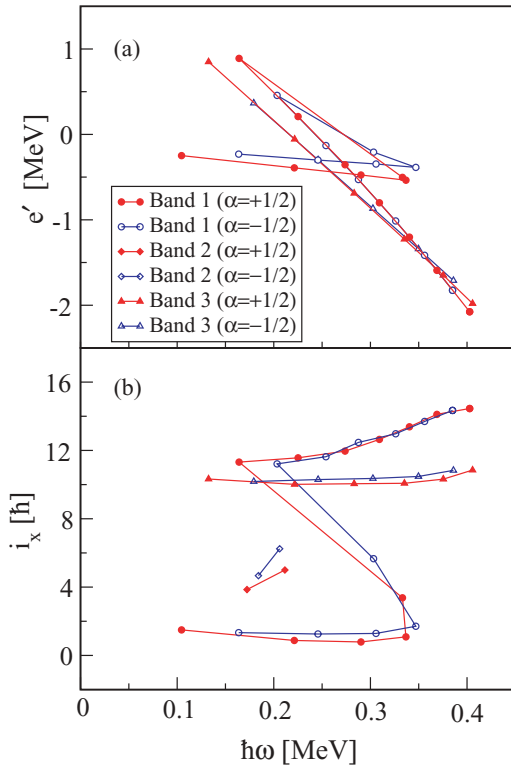 (a)
1
0
-1
-2
e′ [MeV]
Band 1 (α=+1/2)
Band 1 (α=−1/2)
Band 2 (α=+1/2)
Band 2 (α=−1/2)
Band 3 (α=+1/2)
Band 3 (α=−1/2)
(b)
16
12
8
4
0
i_x [ħ]
0 0.1 0.2 0.3 0.4
ħω [MeV]